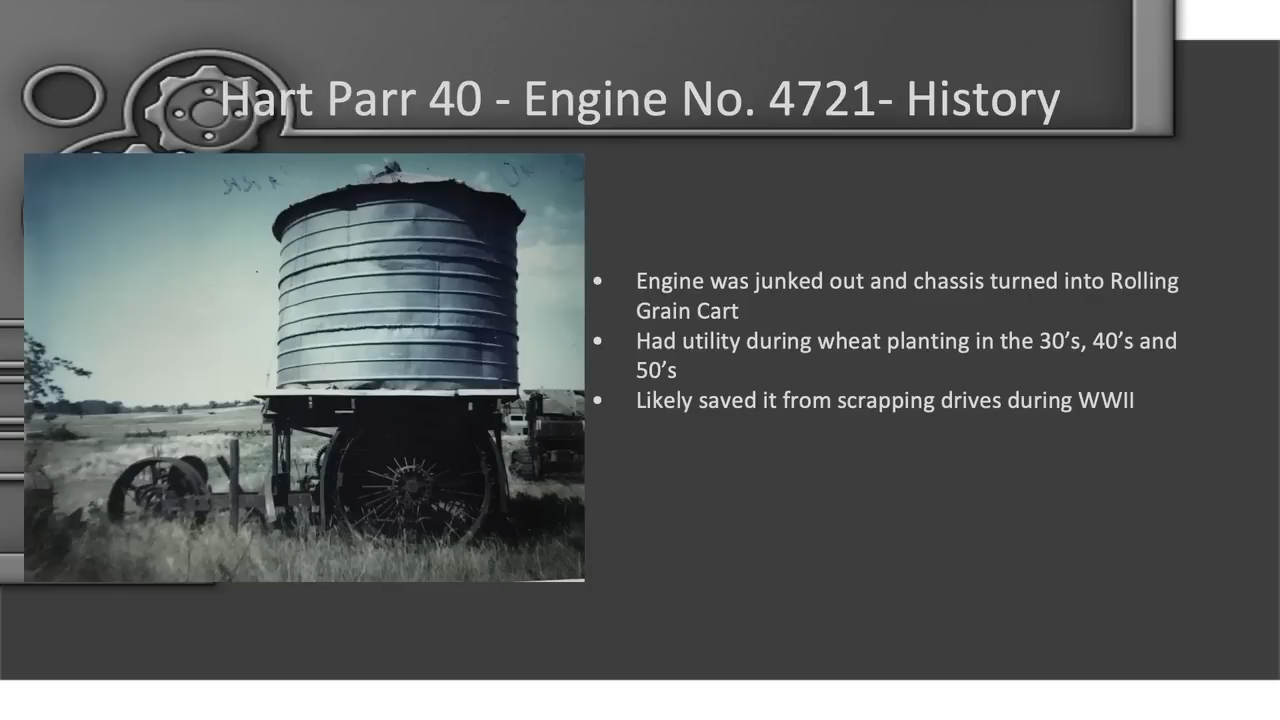 Hart Parr 40 - Engine No. 4721- History
• Engine was junked out and chassis turned into Rolling
Grain Cart
• Had utility during wheat planting in the 30’s, 40’s and
50’s
• Likely saved it from scrapping drives during WWII